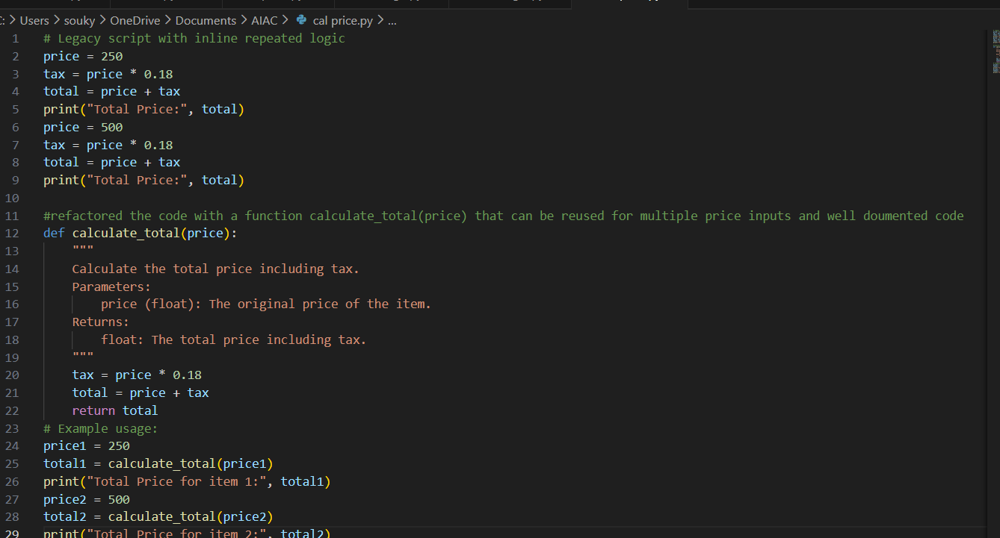 : > Users > souky > OneDrive > Documents > AIAC > cal price.py > ...
1 # Legacy script with inline repeated logic
2 price = 250
3 tax = price * 0.18
4 total = price + tax
5 print("Total Price:", total)
6 price = 500
7 tax = price * 0.18
8 total = price + tax
9 print("Total Price:", total)
10
11 #refactored the code with a function calculate_total(price) that can be reused for multiple price inputs and well doumented code
12 def calculate_total(price):
13     """
14     Calculate the total price including tax.
15     Parameters:
16         price (float): The original price of the item.
17     Returns:
18         float: The total price including tax.
19     """
20     tax = price * 0.18
21     total = price + tax
22     return total
23 # Example usage:
24 price1 = 250
25 total1 = calculate_total(price1)
26 print("Total Price for item 1:", total1)
27 price2 = 500
28 total2 = calculate_total(price2)
29 print("Total Price for item 2:", total2)